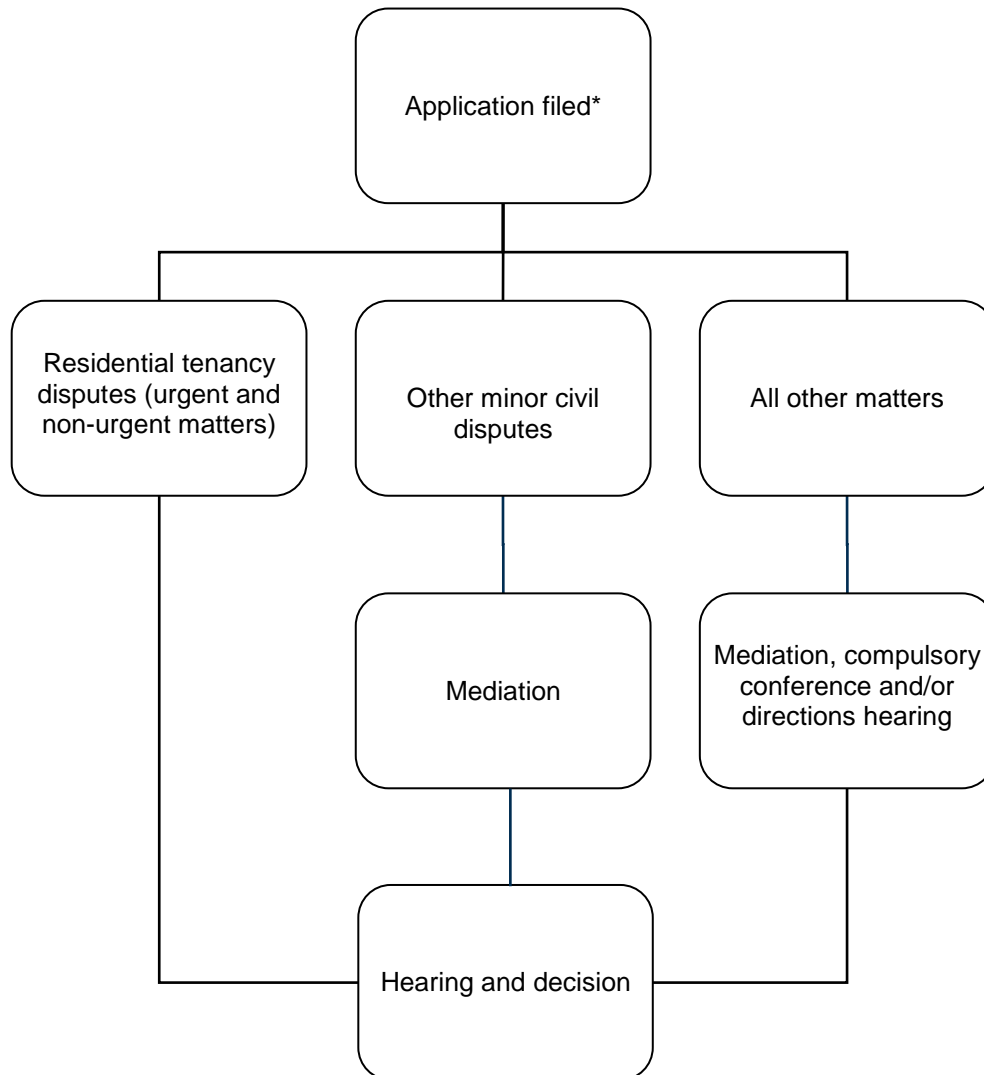 Application filed*
Residential tenancy
disputes (urgent and
non-urgent matters)
Other minor civil
disputes
All other matters
Mediation
Mediation, compulsory
conference and/or
directions hearing
Hearing and decision